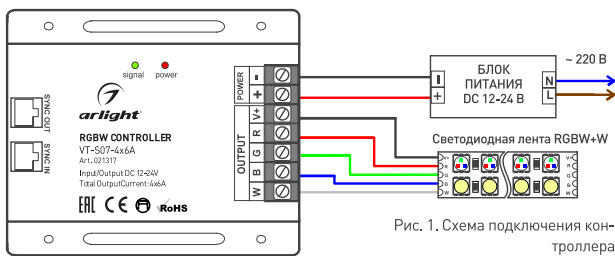 signal power
SYNC OUT
SYNC IN
arlight
RGBW CONTROLLER
VT-S07-4x6A
Art. 021317
Input/Output DC 12-24V
Total OutputCurrent: 4x6A
EAC CE RoHS
POWER
- 
+
OUTPUT
V+
R
G
B
W
БЛОК
ПИТАНИЯ
DC 12-24 В
-
+
N
L
~ 220 В
Светодиодная лента RGBW+W
V+ V+
R R
G G
B B
W W
Рис. 1. Схема подключения кон-
троллера